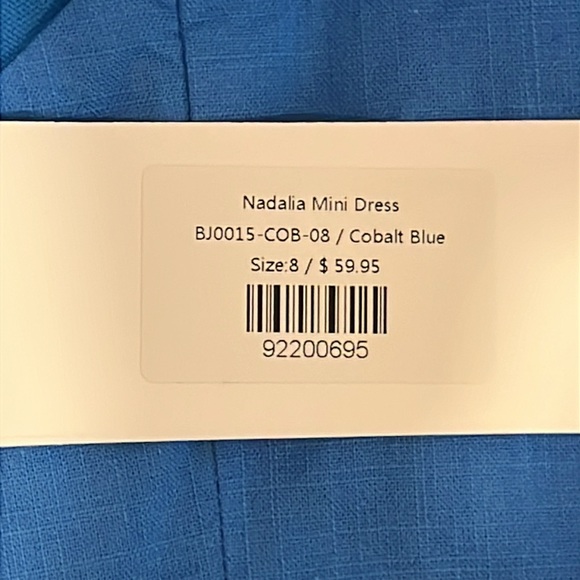 Nadalia Mini Dress
BJ0015-COB-08 / Cobalt Blue
Size:8 / $ 59.95
92200695